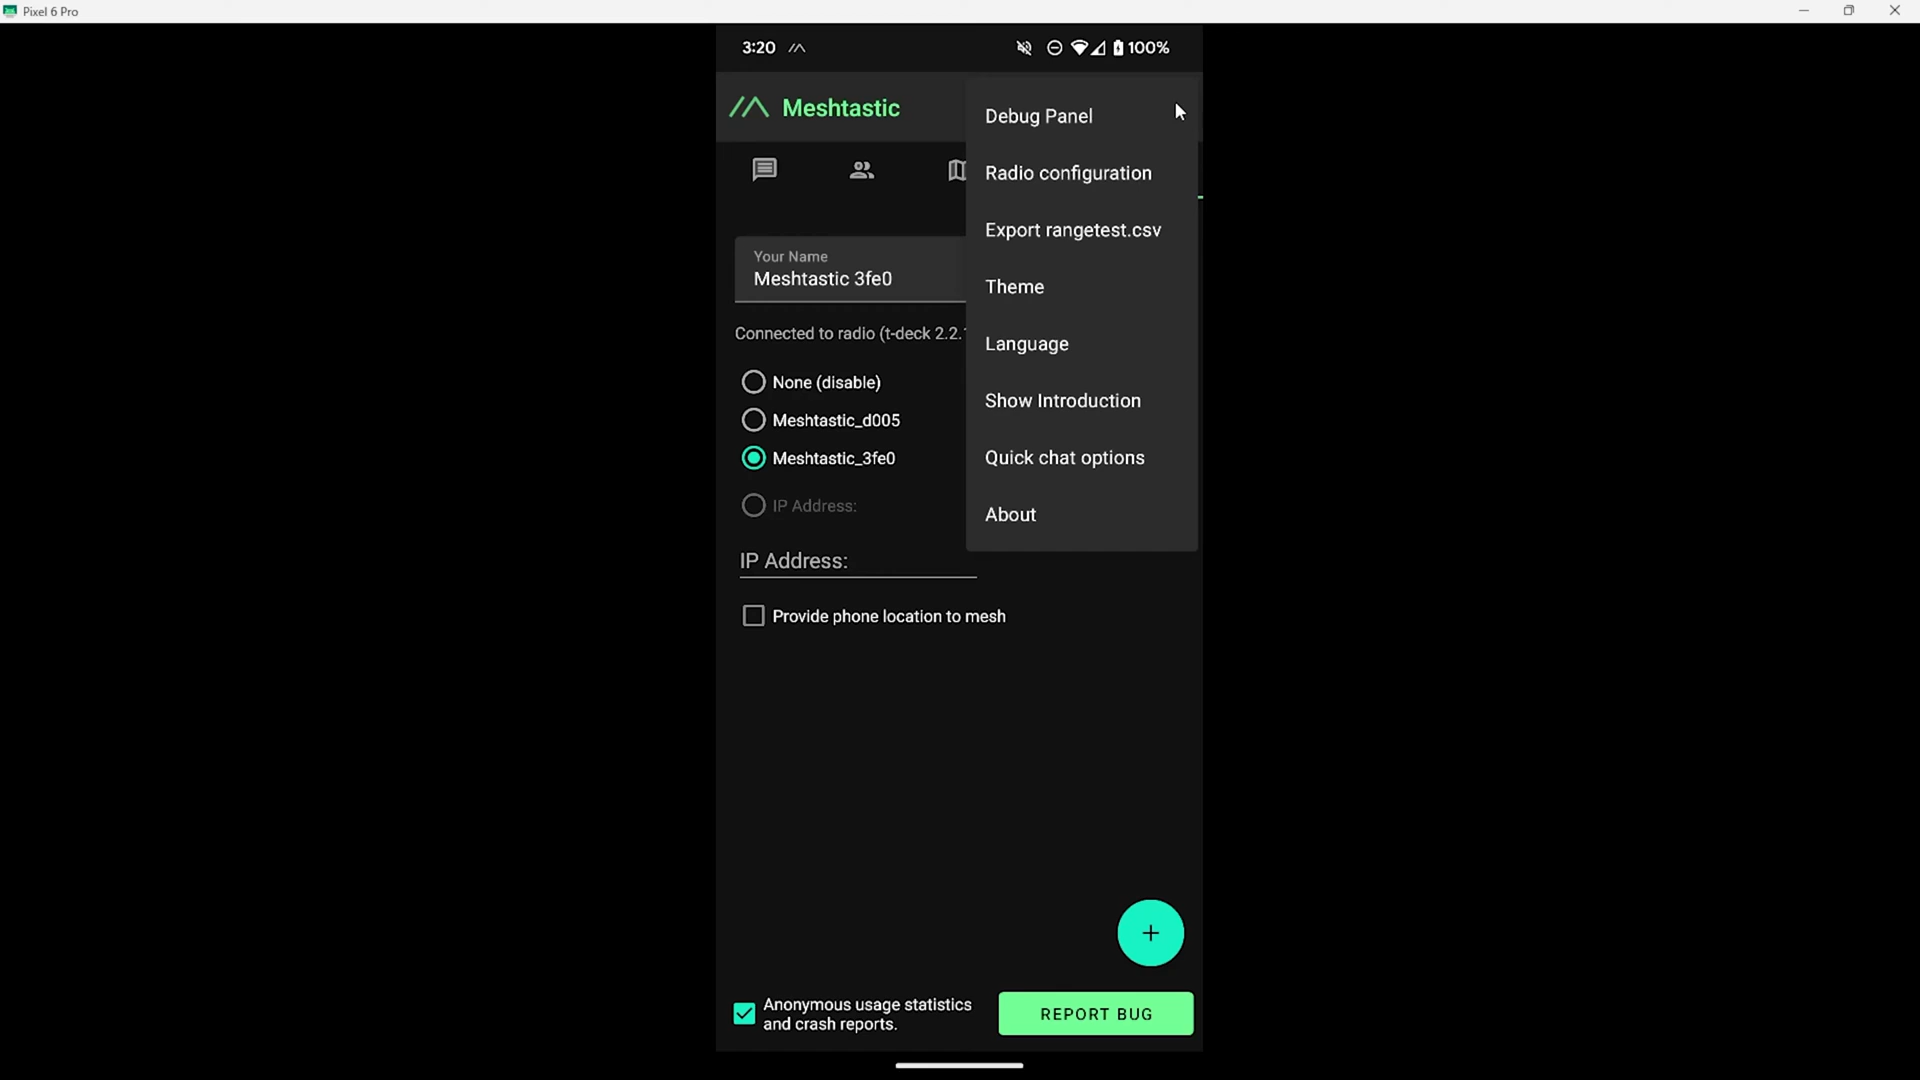 Pixel 6 Pro
3:20
100%
Meshtastic
Debug Panel
Radio configuration
Export rangetest.csv
Theme
Language
Show Introduction
Quick chat options
About
Your Name
Meshtastic 3fe0
Connected to radio (t-deck 2.2.
None (disable)
Meshtastic_d005
Meshtastic_3fe0
IP Address:
IP Address:
Provide phone location to mesh
+
Anonymous usage statistics
and crash reports.
REPORT BUG